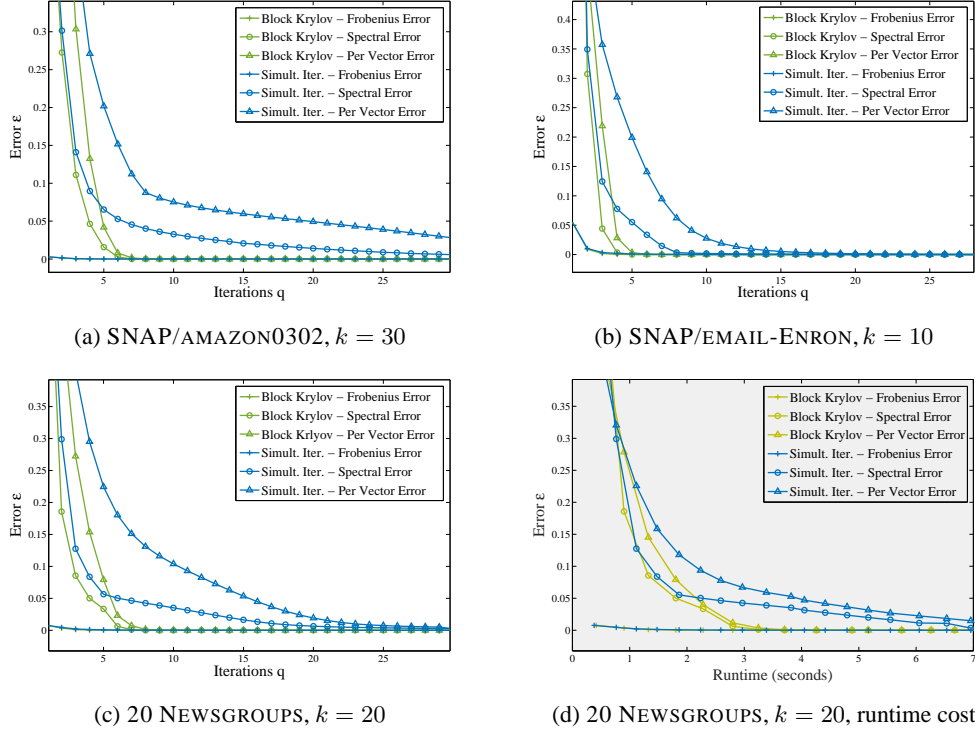 Block Krylov – Frobenius Error
Block Krylov – Spectral Error
Block Krylov – Per Vector Error
Simult. Iter. – Frobenius Error
Simult. Iter. – Spectral Error
Simult. Iter. – Per Vector Error
Error ε
0.3
0.25
0.2
0.15
0.1
0.05
0
5 10 15 20 25
Iterations q
(a) SNAP/AMAZON0302, k = 30
Block Krylov – Frobenius Error
Block Krylov – Spectral Error
Block Krylov – Per Vector Error
Simult. Iter. – Frobenius Error
Simult. Iter. – Spectral Error
Simult. Iter. – Per Vector Error
Error ε
0.4
0.35
0.3
0.25
0.2
0.15
0.1
0.05
0
5 10 15 20 25
Iterations q
(b) SNAP/EMAIL-ENRON, k = 10
Block Krylov – Frobenius Error
Block Krylov – Spectral Error
Block Krlyov – Per Vector Error
Simult. Iter. – Frobenius Error
Simult. Iter. – Spectral Error
Simult. Iter. – Per Vector Error
Error ε
0.35
0.3
0.25
0.2
0.15
0.1
0.05
0
5 10 15 20 25
Iterations q
(c) 20 NEWSGROUPS, k = 20
Block Krylov – Frobenius Error
Block Krylov – Spectral Error
Block Krylov – Per Vector Error
Simult. Iter. – Frobenius Error
Simult. Iter. – Spectral Error
Simult. Iter. – Per Vector Error
Error ε
0.35
0.3
0.25
0.2
0.15
0.1
0.05
0
0 1 2 3 4 5 6 7
Runtime (seconds)
(d) 20 NEWSGROUPS, k = 20, runtime cost